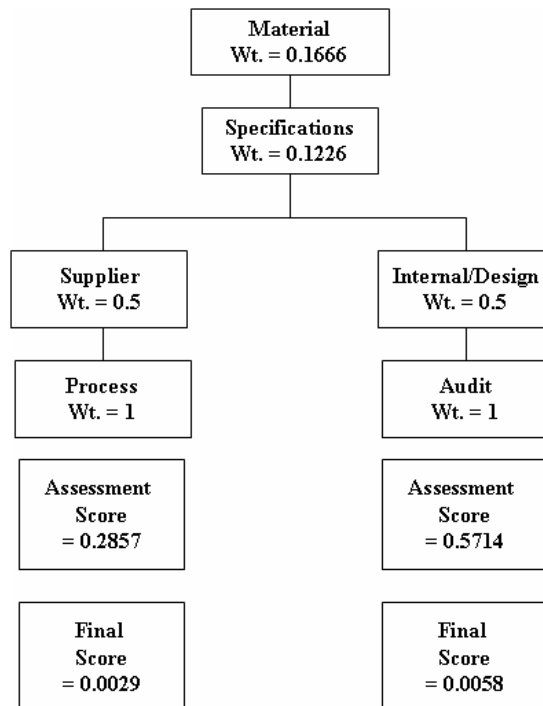 Material
Wt. = 0.1666
Specifications
Wt. = 0.1226
Supplier
Wt. = 0.5
Internal/Design
Wt. = 0.5
Process
Wt. = 1
Audit
Wt. = 1
Assessment
Score
= 0.2857
Assessment
Score
= 0.5714
Final
Score
= 0.0029
Final
Score
= 0.0058